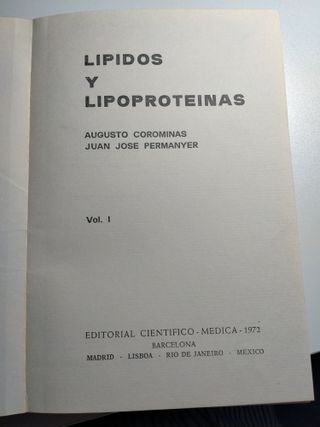 LIPIDOS
Y
LIPOPROTEINAS
AUGUSTO COROMINAS
JUAN JOSE PERMANYER
Vol. I
EDITORIAL CIENTIFICO - MEDICA - 1972
BARCELONA
MADRID - LISBOA - RIO DE JANEIRO - MEXICO